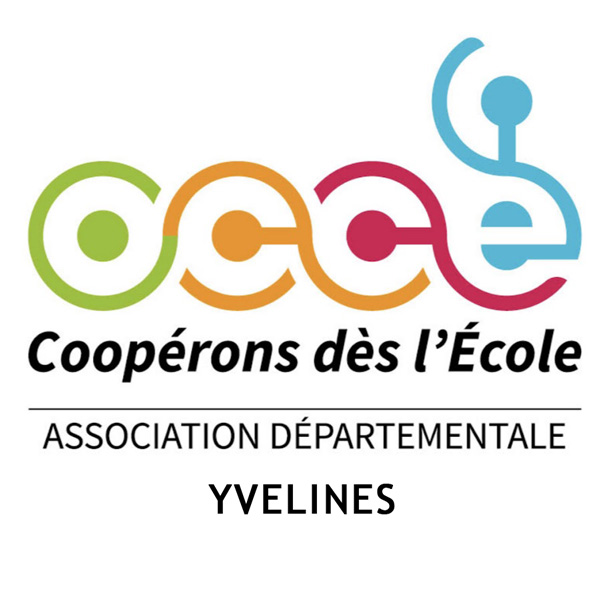 occe
Coopérons dès l'École
ASSOCIATION DÉPARTEMENTALE
YVELINES